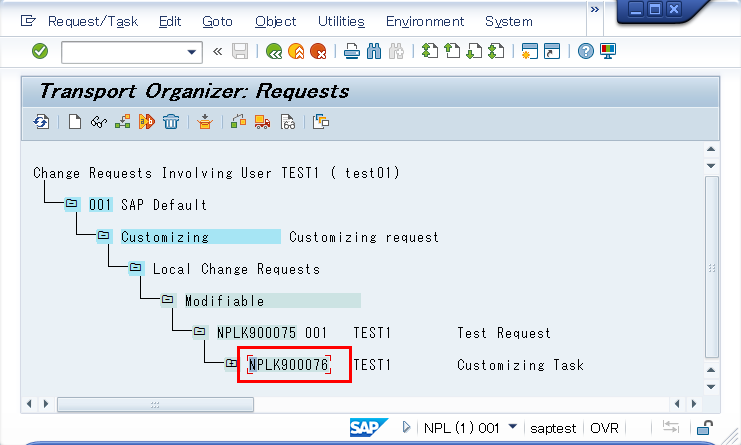 Request/Task Edit Goto Object Utilities Environment System »
«
Transport Organizer: Requests
Change Requests Involving User TEST1 ( test01)
001 SAP Default
Customizing Customizing request
Local Change Requests
Modifiable
NPLK900075 001 TEST1 Test Request
NPLK900076 TEST1 Customizing Task
SAP NPL (1) 001 saptest OVR